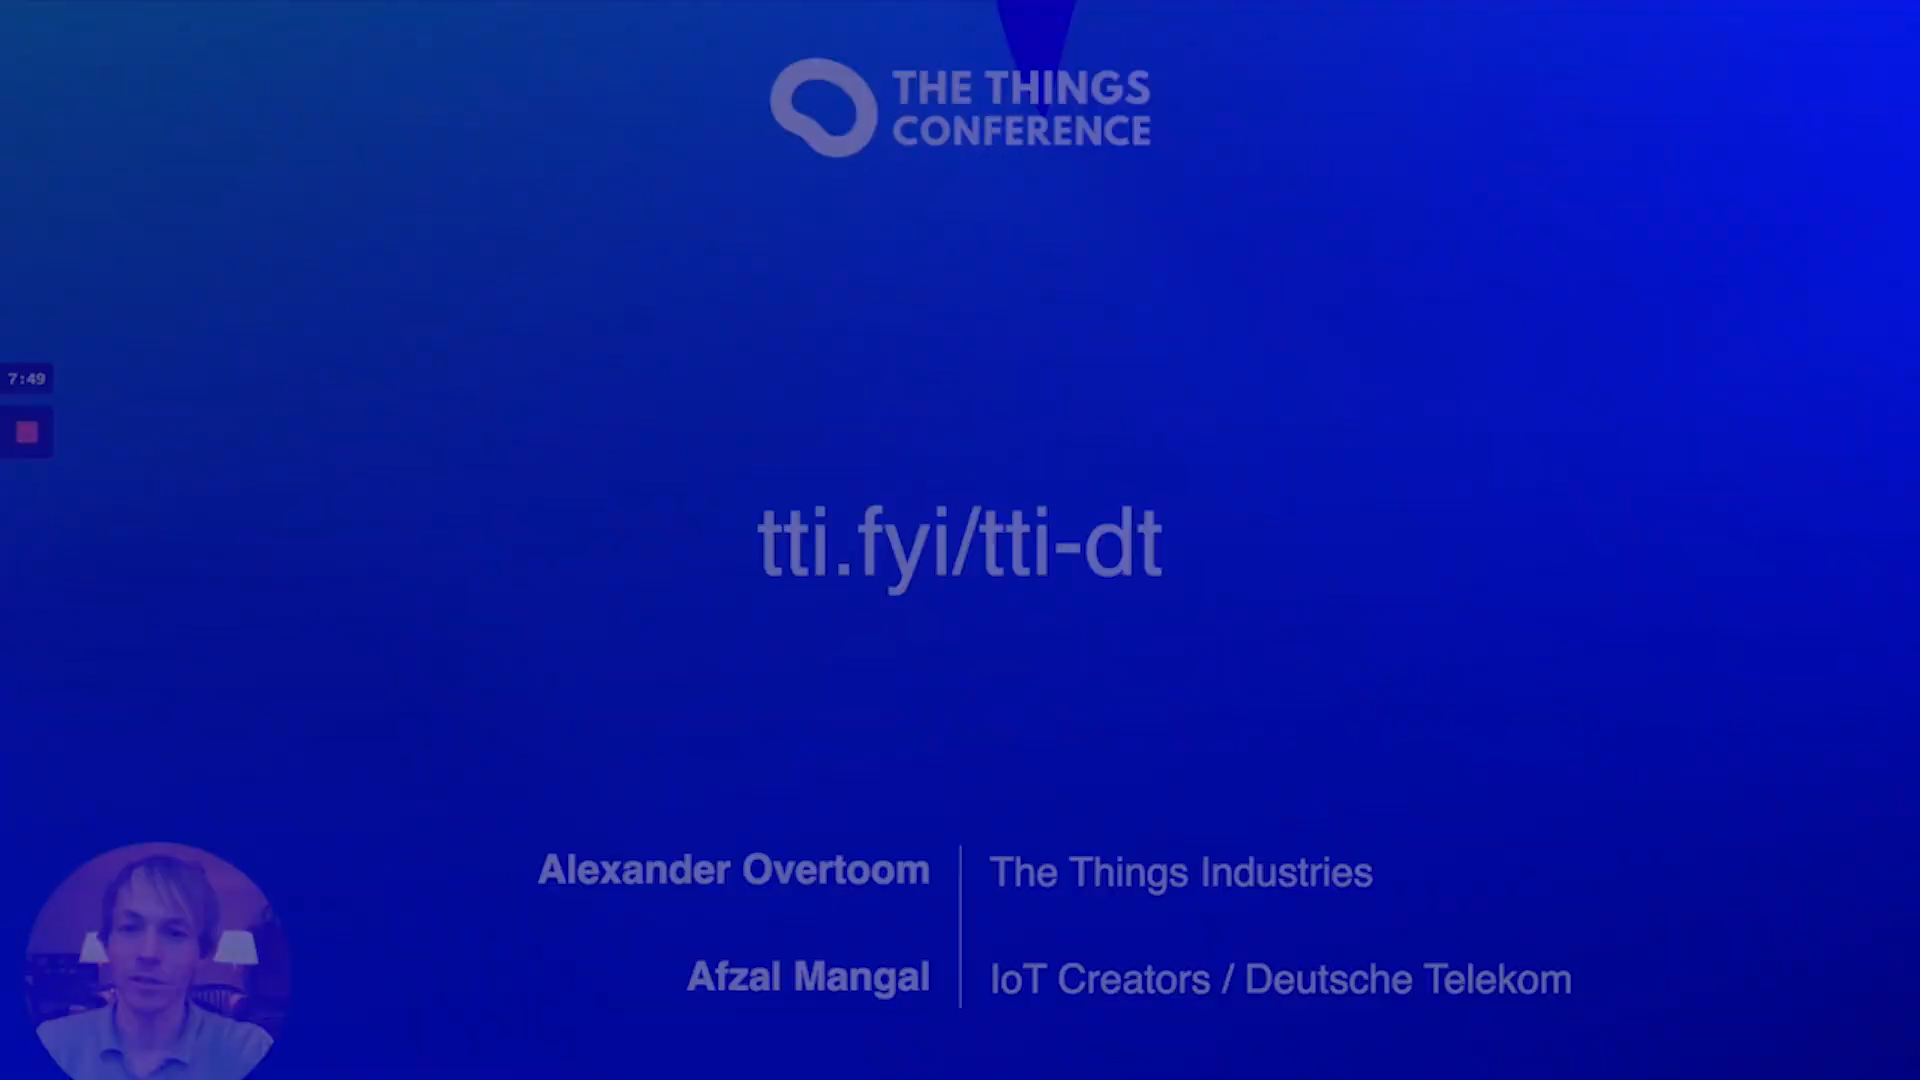 THE THINGS
CONFERENCE
7:49
tti.fyi/tti-dt
Alexander Overtoom
The Things Industries
Afzal Mangal
IoT Creators / Deutsche Telekom